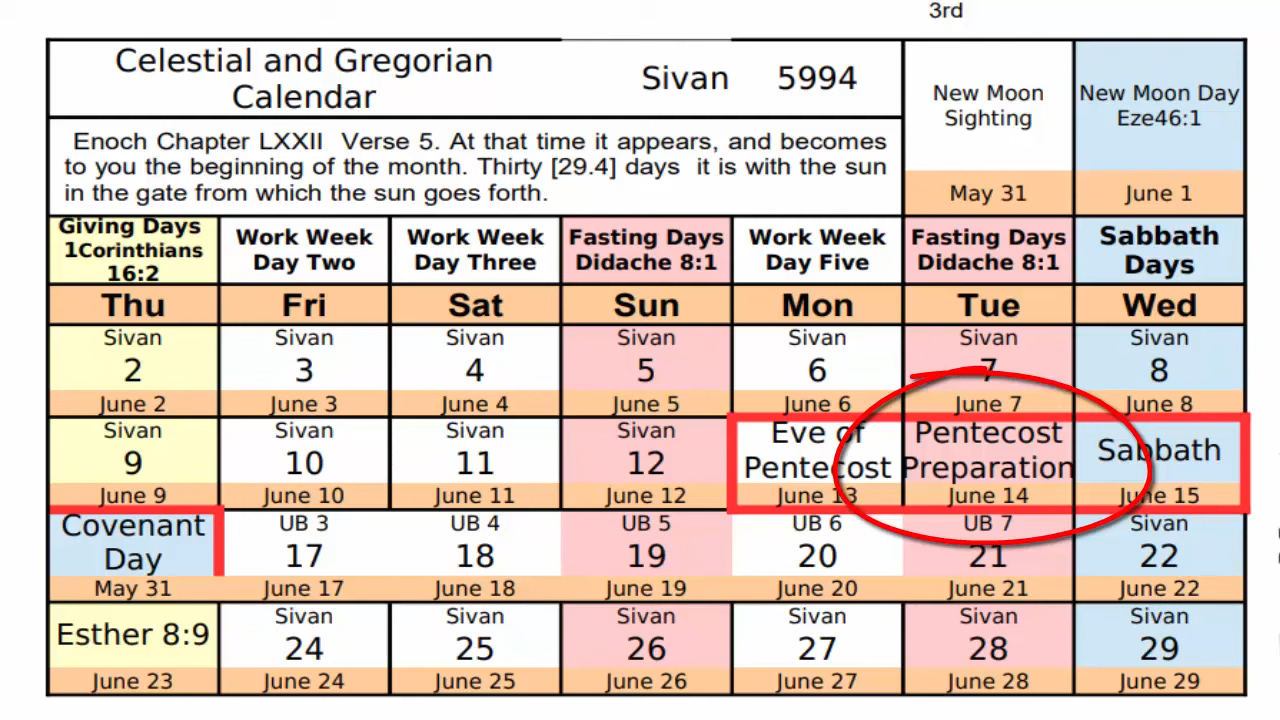 3rd
Celestial and Gregorian
Calendar
Sivan 5994
New Moon
Sighting
New Moon Day
Eze46:1
Enoch Chapter LXXII Verse 5. At that time it appears, and becomes
to you the beginning of the month. Thirty [29.4] days it is with the sun
in the gate from which the sun goes forth.
May 31
June 1
Giving Days
1Corinthians
16:2
Work Week
Day Two
Work Week
Day Three
Fasting Days
Didache 8:1
Work Week
Day Five
Fasting Days
Didache 8:1
Sabbath
Days
Thu Fri Sat Sun Mon Tue Wed
Sivan Sivan Sivan Sivan Sivan Sivan Sivan
2 3 4 5 6 7 8
June 2 June 3 June 4 June 5 June 6 June 7 June 8
Sivan Sivan Sivan Sivan
9 10 11 12
Eve of
Pentecost
Pentecost
Preparation
Sabbath
June 9 June 10 June 11 June 12 June 13 June 14 June 15
Covenant
Day
UB 3 UB 4 UB 5 UB 6 UB 7 Sivan
17 18 19 20 21 22
May 31 June 17 June 18 June 19 June 20 June 21 June 22
Esther 8:9
Sivan Sivan Sivan Sivan Sivan Sivan
24 25 26 27 28 29
June 23 June 24 June 25 June 26 June 27 June 28 June 29